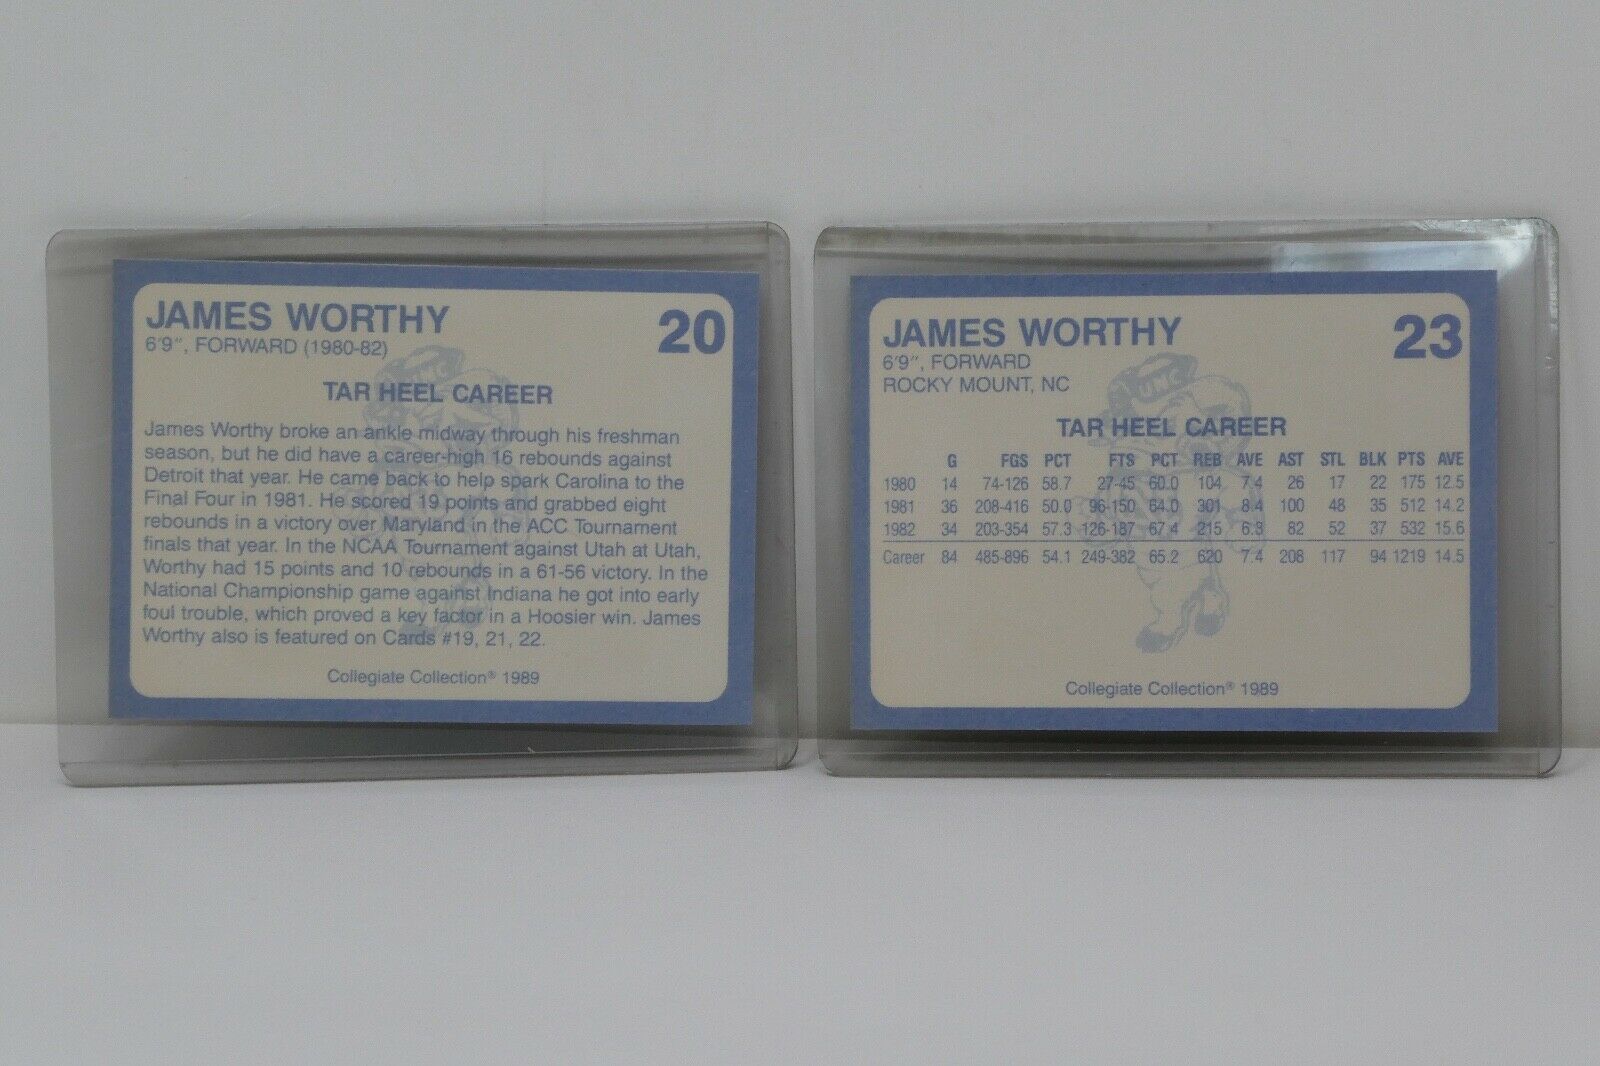 JAMES WORTHY
20
6'9", FORWARD (1980-82)
TAR HEEL CAREER
James Worthy broke an ankle midway through his freshman
season, but he did have a career-high 16 rebounds against
Detroit that year. He came back to help spark Carolina to the
Final Four in 1981. He scored 19 points and grabbed eight
rebounds in a victory over Maryland in the ACC Tournament
finals that year. In the NCAA Tournament against Utah at Utah,
Worthy had 15 points and 10 rebounds in a 61-56 victory. In the
National Championship game against Indiana he got into early
foul trouble, which proved a key factor in a Hoosier win. James
Worthy also is featured on Cards #19, 21, 22.
Collegiate Collection® 1989
JAMES WORTHY
23
6'9", FORWARD
ROCKY MOUNT, NC
TAR HEEL CAREER
G FGS PCT FTS PCT REB AVE AST STL BLK PTS AVE
1980 14 74-126 58.7 27-45 60.0 104 7.4 26 17 22 175 12.5
1981 36 208-416 50.0 96-150 64.0 301 8.4 100 48 35 512 14.2
1982 34 203-354 57.3 126-187 67.4 215 6.3 82 52 37 532 15.6
Career 84 485-896 54.1 249-382 65.2 620 7.4 208 117 94 1219 14.5
Collegiate Collection® 1989